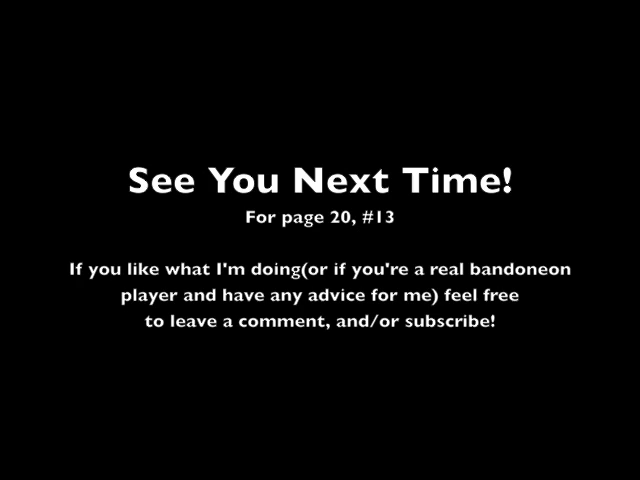 See You Next Time!
For page 20, #13
If you like what I'm doing(or if you're a real bandoneon
player and have any advice for me) feel free
to leave a comment, and/or subscribe!